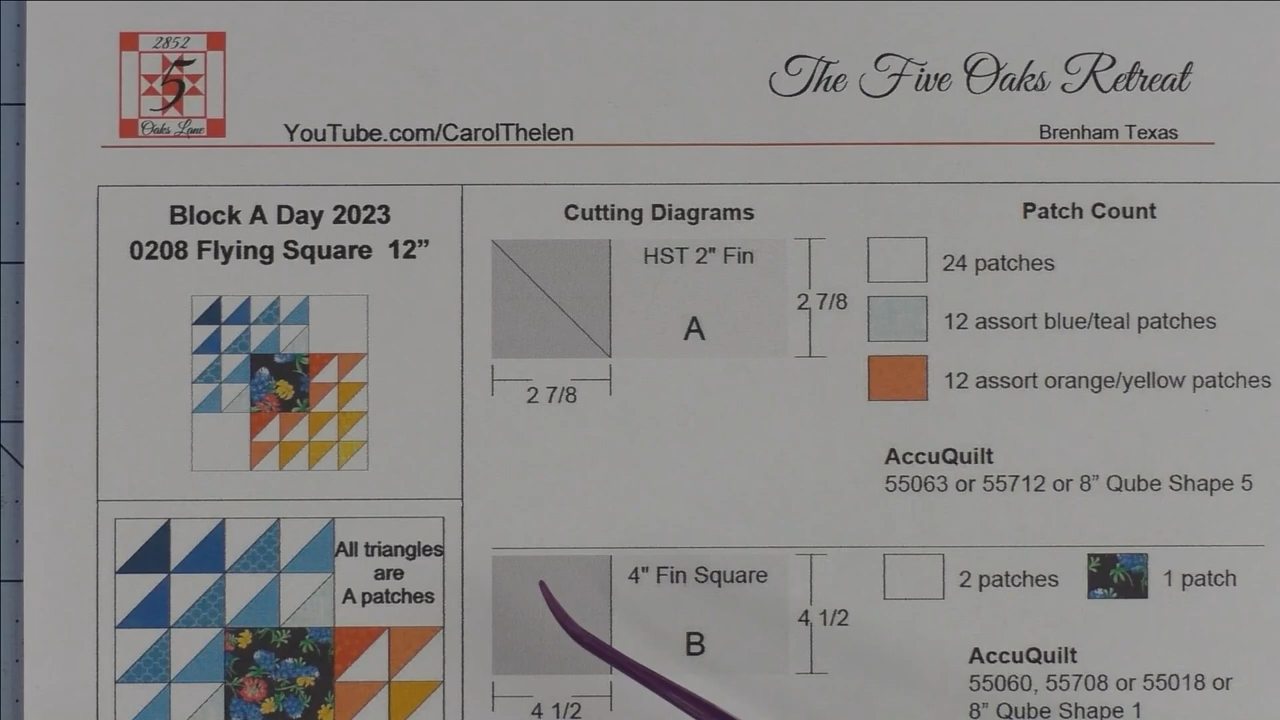 2852
5
Oaks Lane
The Five Oaks Retreat
YouTube.com/CarolThelen
Brenham Texas
Block A Day 2023
0208 Flying Square 12”
All triangles
are
A patches
Cutting Diagrams
HST 2" Fin
A
2 7/8
2 7/8
Patch Count
24 patches
12 assort blue/teal patches
12 assort orange/yellow patches
AccuQuilt
55063 or 55712 or 8” Qube Shape 5
4" Fin Square
B
4 1/2
4 1/2
2 patches
1 patch
AccuQuilt
55060, 55708 or 55018 or
8” Qube Shape 1